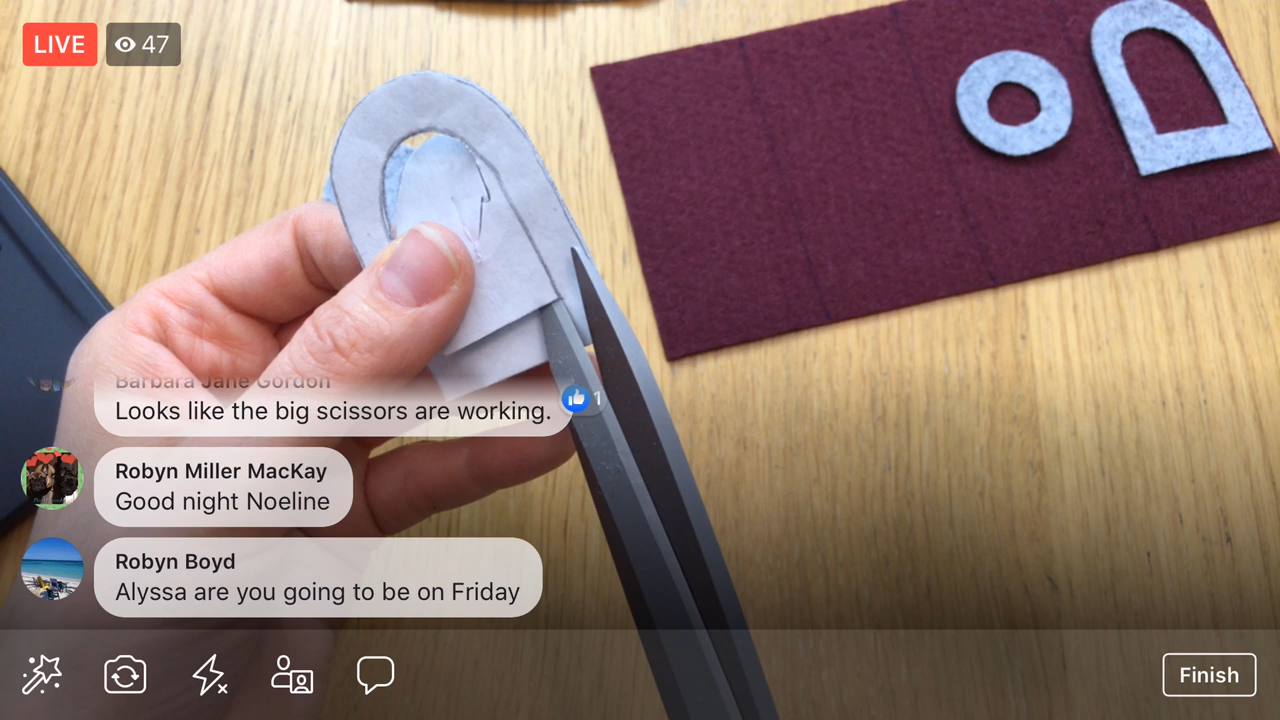 LIVE 47
Barbara Jane Gordon
Looks like the big scissors are working.
1
Robyn Miller MacKay
Good night Noeline
Robyn Boyd
Alyssa are you going to be on Friday
Finish